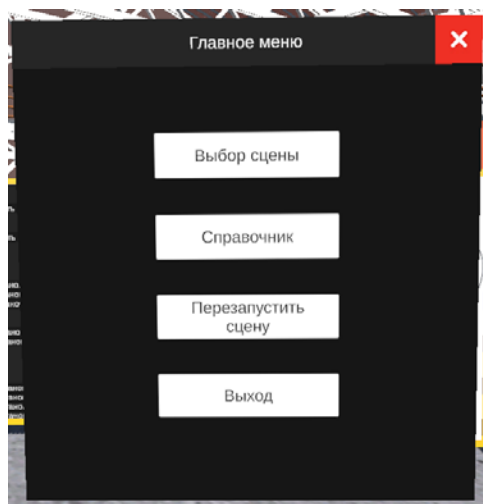 Главное меню
Выбор сцены
Справочник
Перезапустить
сцену
Выход